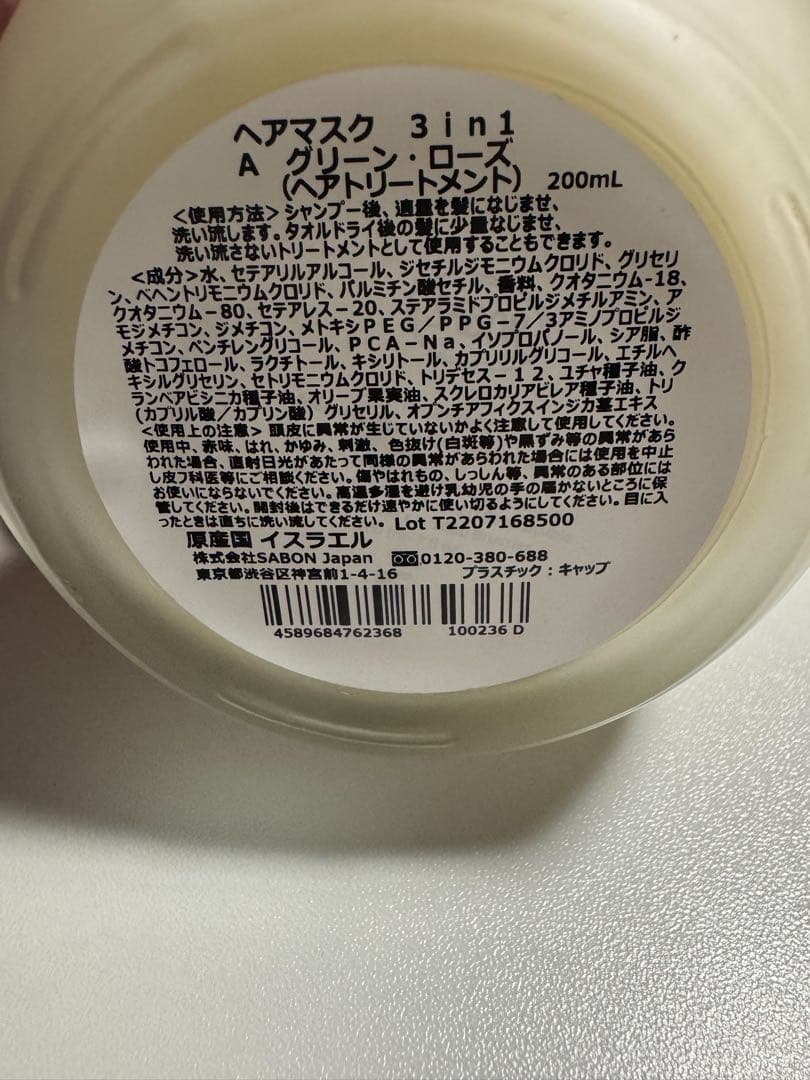 ヘアマスク 3in1
A グリーン・ローズ
(ヘアトリートメント) 200mL
<使用方法>シャンプー後、適量を髪になじませ、
洗い流します。タオルドライ後の髪に少量なじませ、
洗い流さないトリートメントとして使用することもできます。
<成分>水、セテアリルアルコール、ジセチルジモニウムクロリド、グリセリ
ン、ベヘントリモニウムクロリド、パルミチン酸セチル、香料、クオタニウム-18、
クオタニウム-80、セテアレス-20、ステアラミドプロピルジメチルアミン、ア
モジメチコン、ジメチコン、メトキシPEG/PPG-7/3アミノプロピルジ
メチコン、ペンチレングリコール、PCA-Na、イソプロパノール、シア脂、酢
酸トコフェロール、ラクチトール、キシリトール、カプリリルグリコール、エチルヘ
キシルグリセリン、セトリモニウムクロリド、トリデセス-12、ユチャ種子油、ク
ランベアビシニカ種子油、オリーブ果実油、スクレロカリアビレア種子油、トリ
(カプリル酸/カプリン酸)グリセリル、オプンチアフィクスインジカ茎エキス
<使用上の注意>頭皮に異常が生じていないかよく注意して使用してください。
使用中、赤味、はれ、かゆみ、刺激、色抜け(白斑等)や黒ずみ等の異常があら
われた場合、直射日光があたって同様の異常があらわれた場合には使用を中止
し皮フ科医等にご相談ください。傷やはれもの、しっしん等、異常のある部位には
お使いにならないでください。高温多湿を避け乳幼児の手の届かないところに保
管してください。開封後はできるだけ速やかに使い切るようにしてください。目に入
ったときは直ちに洗い流してください。 Lot T2207168500
原産国 イスラエル
株式会社SABON Japan 0120-380-688
東京都渋谷区神宮前1-4-16 プラスチック:キャップ
4589684762368 100236 D